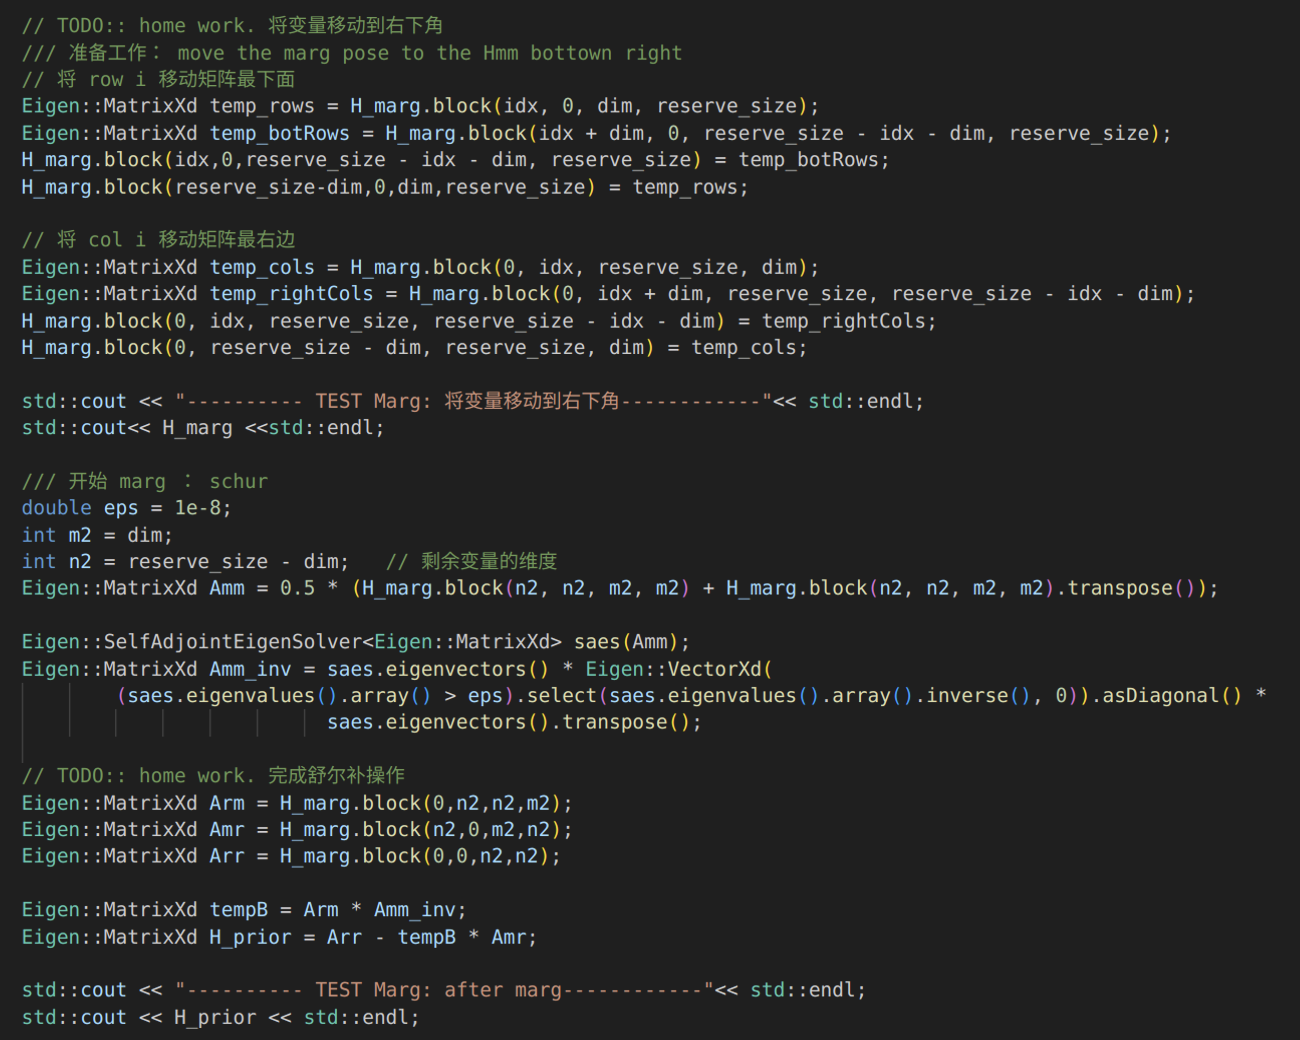 // TODO:: home work. 将变量移动到右下角
/// 准备工作： move the marg pose to the Hmm bottown right
// 将 row i 移动矩阵最下面
Eigen::MatrixXd temp_rows = H_marg.block(idx, 0, dim, reserve_size);
Eigen::MatrixXd temp_botRows = H_marg.block(idx + dim, 0, reserve_size - idx - dim, reserve_size);
H_marg.block(idx,0,reserve_size - idx - dim, reserve_size) = temp_botRows;
H_marg.block(reserve_size-dim,0,dim,reserve_size) = temp_rows;
// 将 col i 移动矩阵最右边
Eigen::MatrixXd temp_cols = H_marg.block(0, idx, reserve_size, dim);
Eigen::MatrixXd temp_rightCols = H_marg.block(0, idx + dim, reserve_size, reserve_size - idx - dim);
H_marg.block(0, idx, reserve_size, reserve_size - idx - dim) = temp_rightCols;
H_marg.block(0, reserve_size - dim, reserve_size, dim) = temp_cols;
std::cout << "---------- TEST Marg: 将变量移动到右下角------------"<< std::endl;
std::cout<< H_marg <<std::endl;
/// 开始 marg ： schur
double eps = 1e-8;
int m2 = dim;
int n2 = reserve_size - dim;   // 剩余变量的维度
Eigen::MatrixXd Amm = 0.5 * (H_marg.block(n2, n2, m2, m2) + H_marg.block(n2, n2, m2, m2).transpose());
Eigen::SelfAdjointEigenSolver<Eigen::MatrixXd> saes(Amm);
Eigen::MatrixXd Amm_inv = saes.eigenvectors() * Eigen::VectorXd(
(saes.eigenvalues().array() > eps).select(saes.eigenvalues().array().inverse(), 0)).asDiagonal() *
saes.eigenvectors().transpose();
// TODO:: home work. 完成舒尔补操作
Eigen::MatrixXd Arm = H_marg.block(0,n2,n2,m2);
Eigen::MatrixXd Amr = H_marg.block(n2,0,m2,n2);
Eigen::MatrixXd Arr = H_marg.block(0,0,n2,n2);
Eigen::MatrixXd tempB = Arm * Amm_inv;
Eigen::MatrixXd H_prior = Arr - tempB * Amr;
std::cout << "---------- TEST Marg: after marg------------"<< std::endl;
std::cout << H_prior << std::endl;